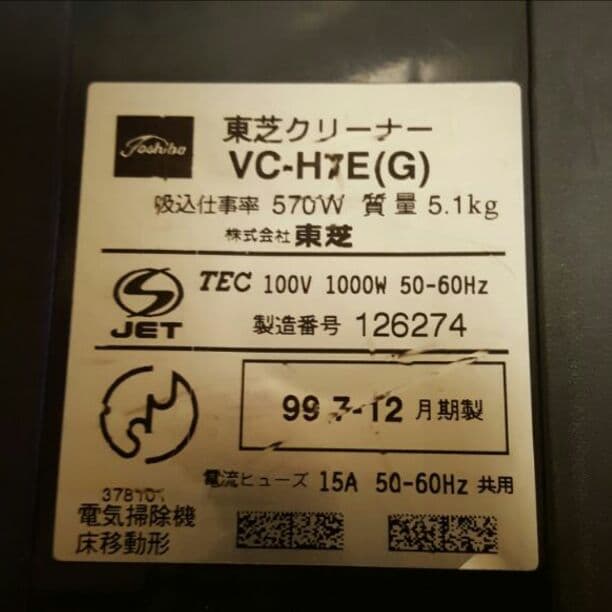 Toshiba
東芝クリーナー
VC-H7E(G)
吸込仕事率 570W 質量 5.1kg
株式会社 東芝
JET
TEC 100V 1000W 50-60Hz
製造番号 126274
99 7-12 月期製
電流ヒューズ 15A 50-60Hz 共用
電気掃除機
床移動形